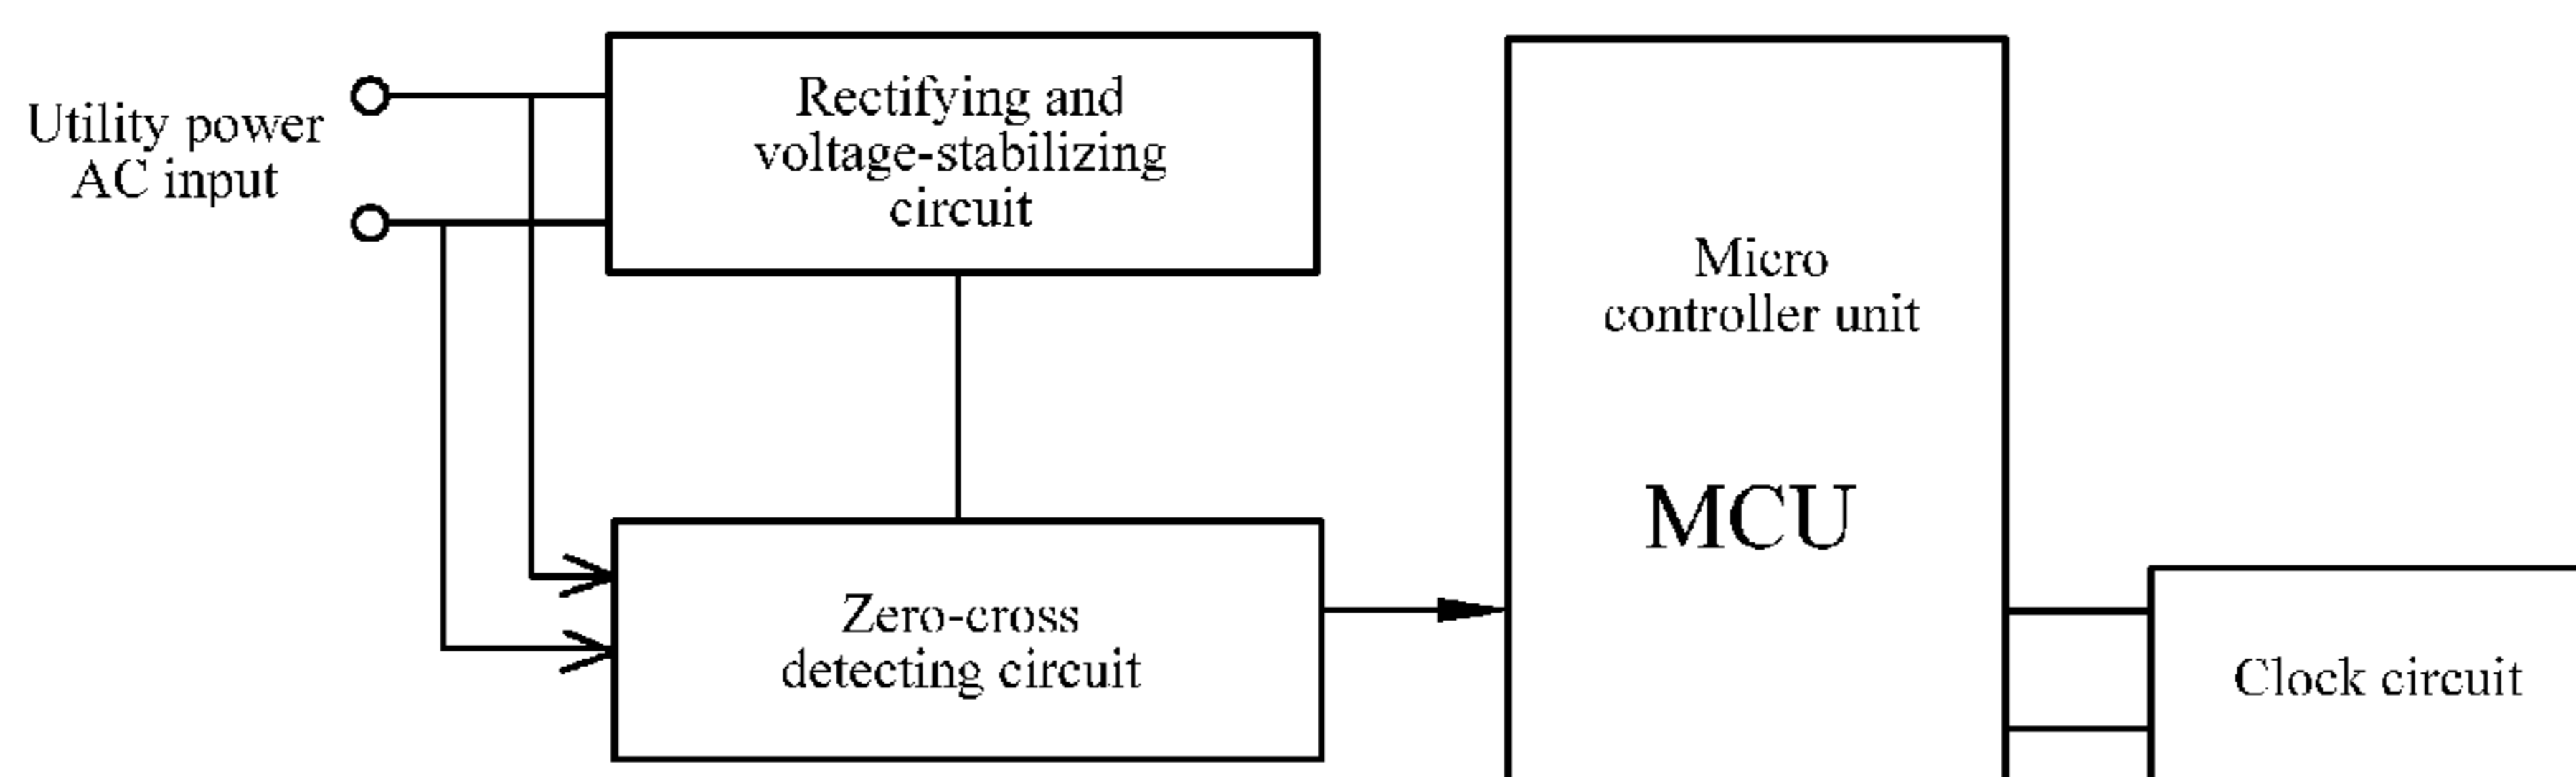 Utility power
AC input
Rectifying and
voltage-stabilizing
circuit
Micro
controller unit
MCU
Zero-cross
detecting circuit
Clock circuit